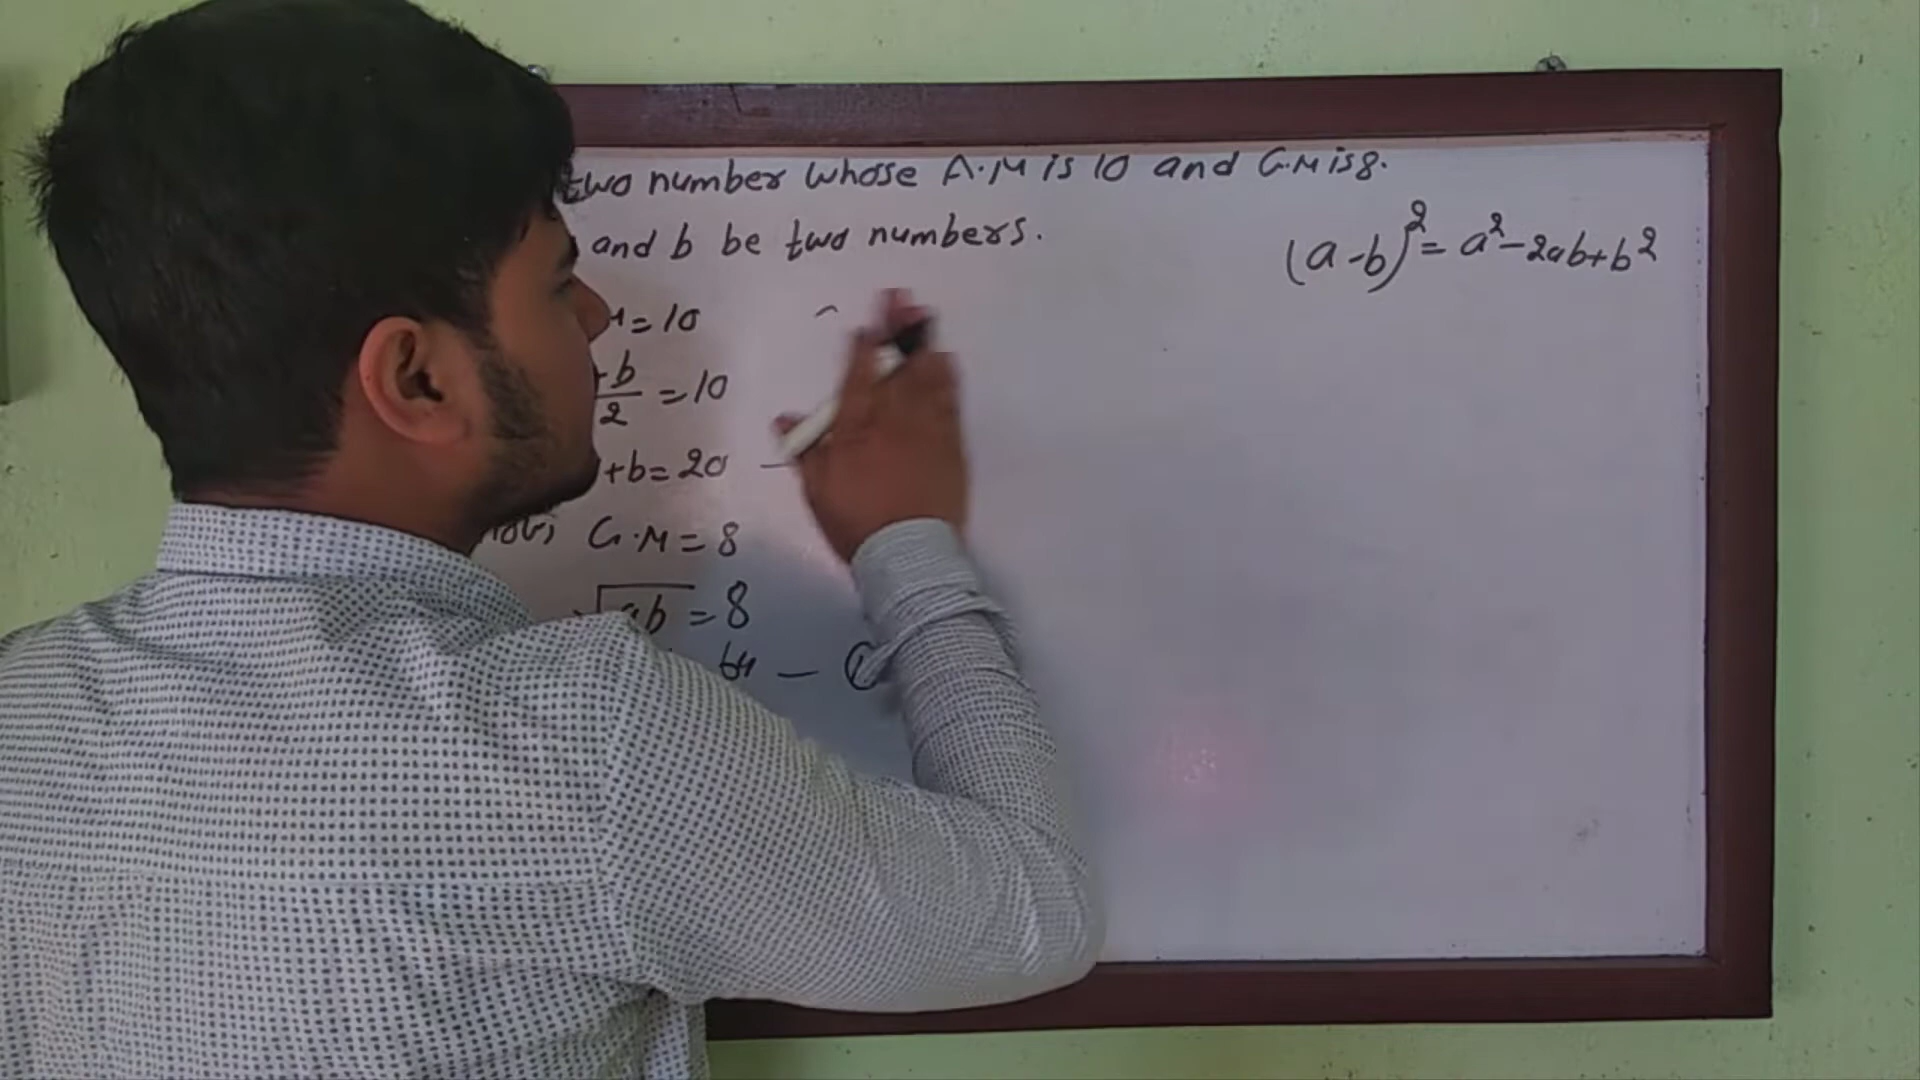 two number whose A.M is 10 and G.M is 8.
and b be two numbers.
(a-b)²= a²-2ab+b²
=10
+b/2 =10
+b=20 —
G.M=8
√ab =8
64 —